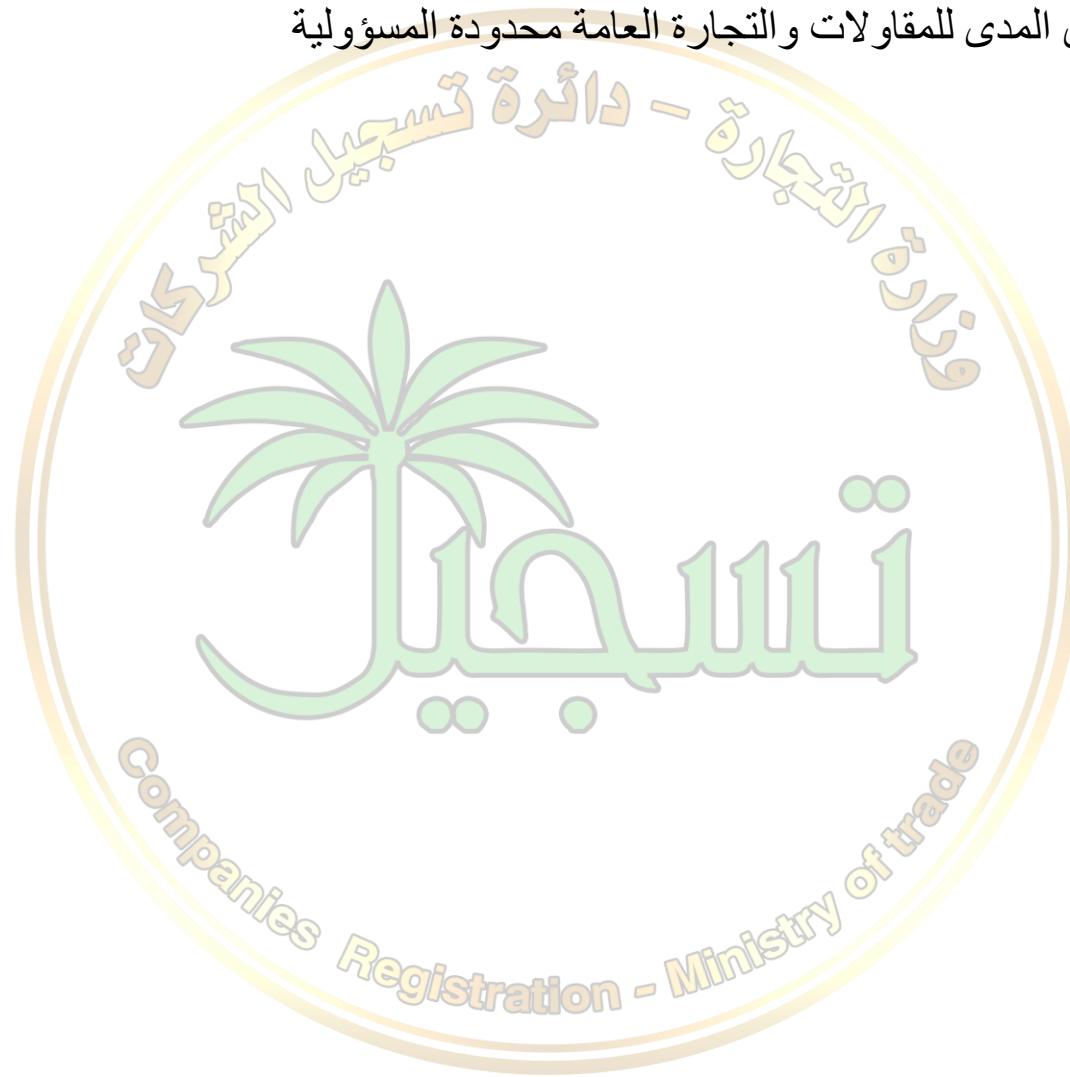 المدى للمقاولات والتجارة العامة محدودة المسؤولية
وزارة التجارة - دائرة تسجيل الشركات
تسجيل
Companies Registration - Ministry of trade